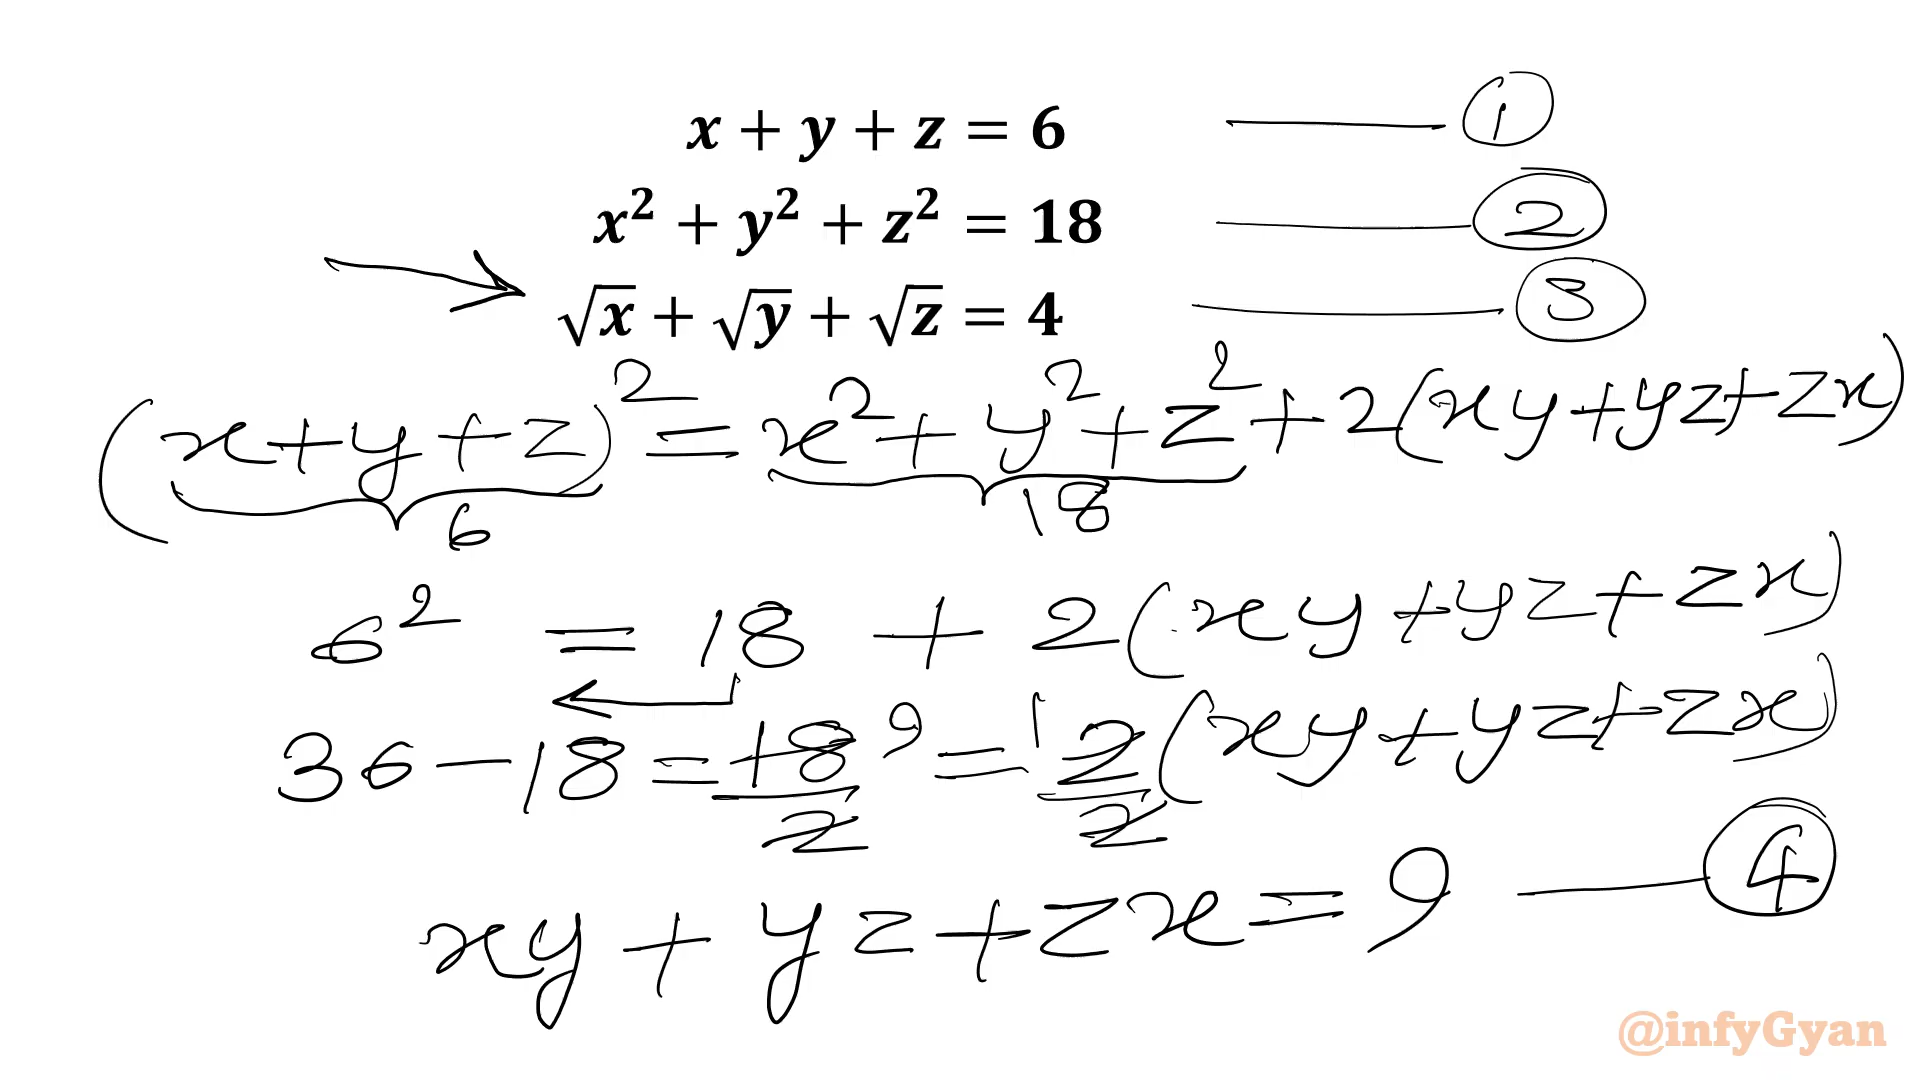 x + y + z = 6 ——— ①
x² + y² + z² = 18 ——— ②
√x + √y + √z = 4 ——— ③
(x+y+z)² = x² + y² + z² + 2(xy+yz+zx)
6 18
6² = 18 + 2(xy+yz+zx)
36 - 18 = 18/2 9 = 1 2/2 (xy+yz+zx)
xy + yz + zx = 9 ——— ④
@infyGyan